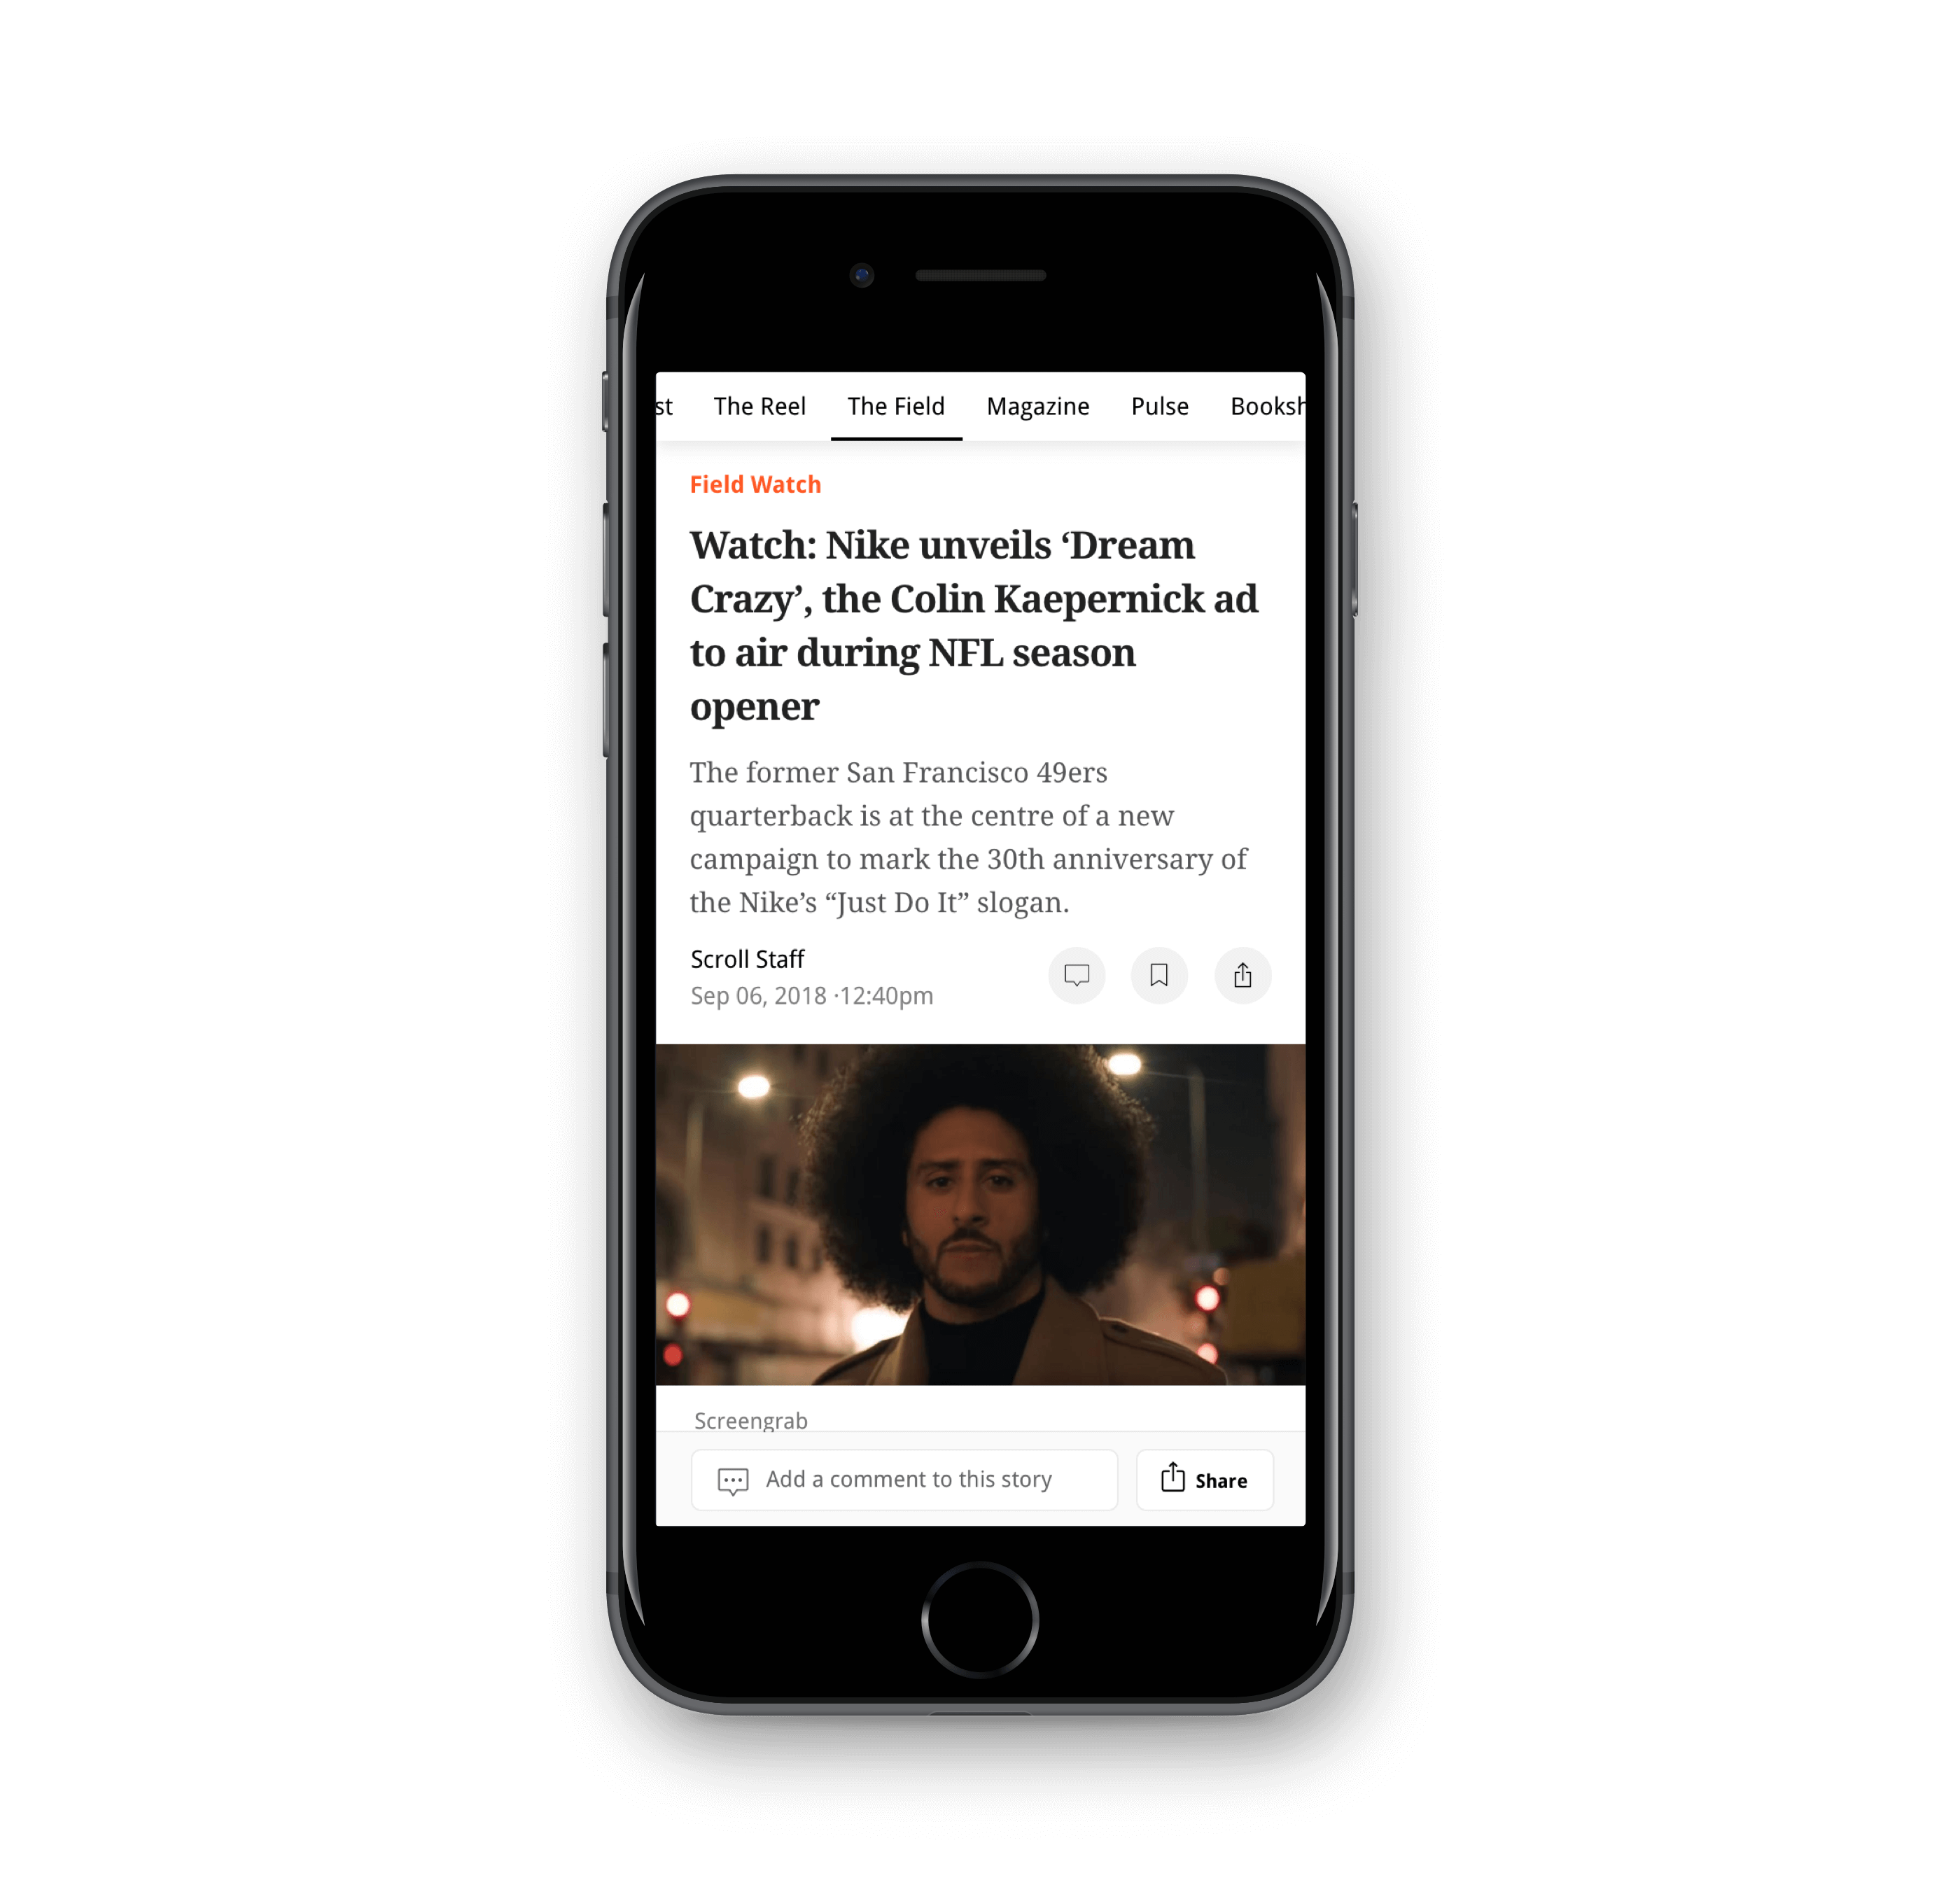 st The Reel The Field Magazine Pulse Booksh
Field Watch
Watch: Nike unveils ‘Dream
Crazy’, the Colin Kaepernick ad
to air during NFL season
opener
The former San Francisco 49ers
quarterback is at the centre of a new
campaign to mark the 30th anniversary of
the Nike’s “Just Do It” slogan.
Scroll Staff
Sep 06, 2018 ·12:40pm
Screengrab
Add a comment to this story
Share